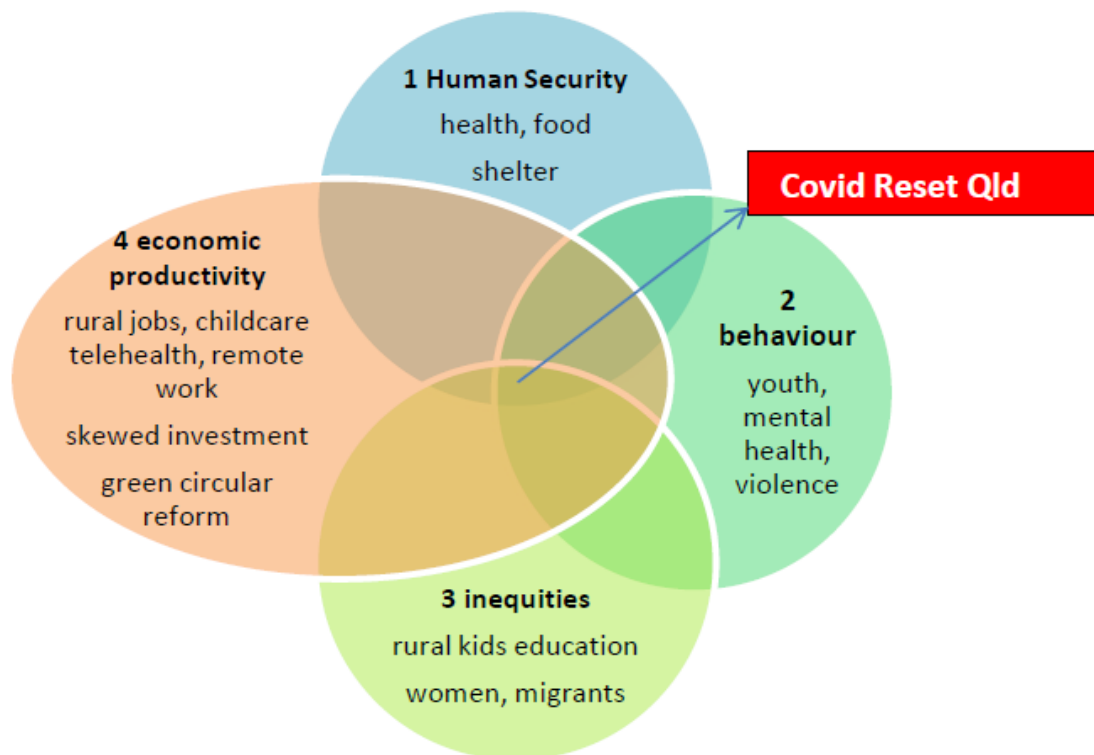 1 Human Security
health, food
shelter
Covid Reset Qld
4 economic
productivity
rural jobs, childcare
telehealth, remote
work
skewed investment
green circular
reform
2
behaviour
youth,
mental
health,
violence
3 inequities
rural kids education
women, migrants